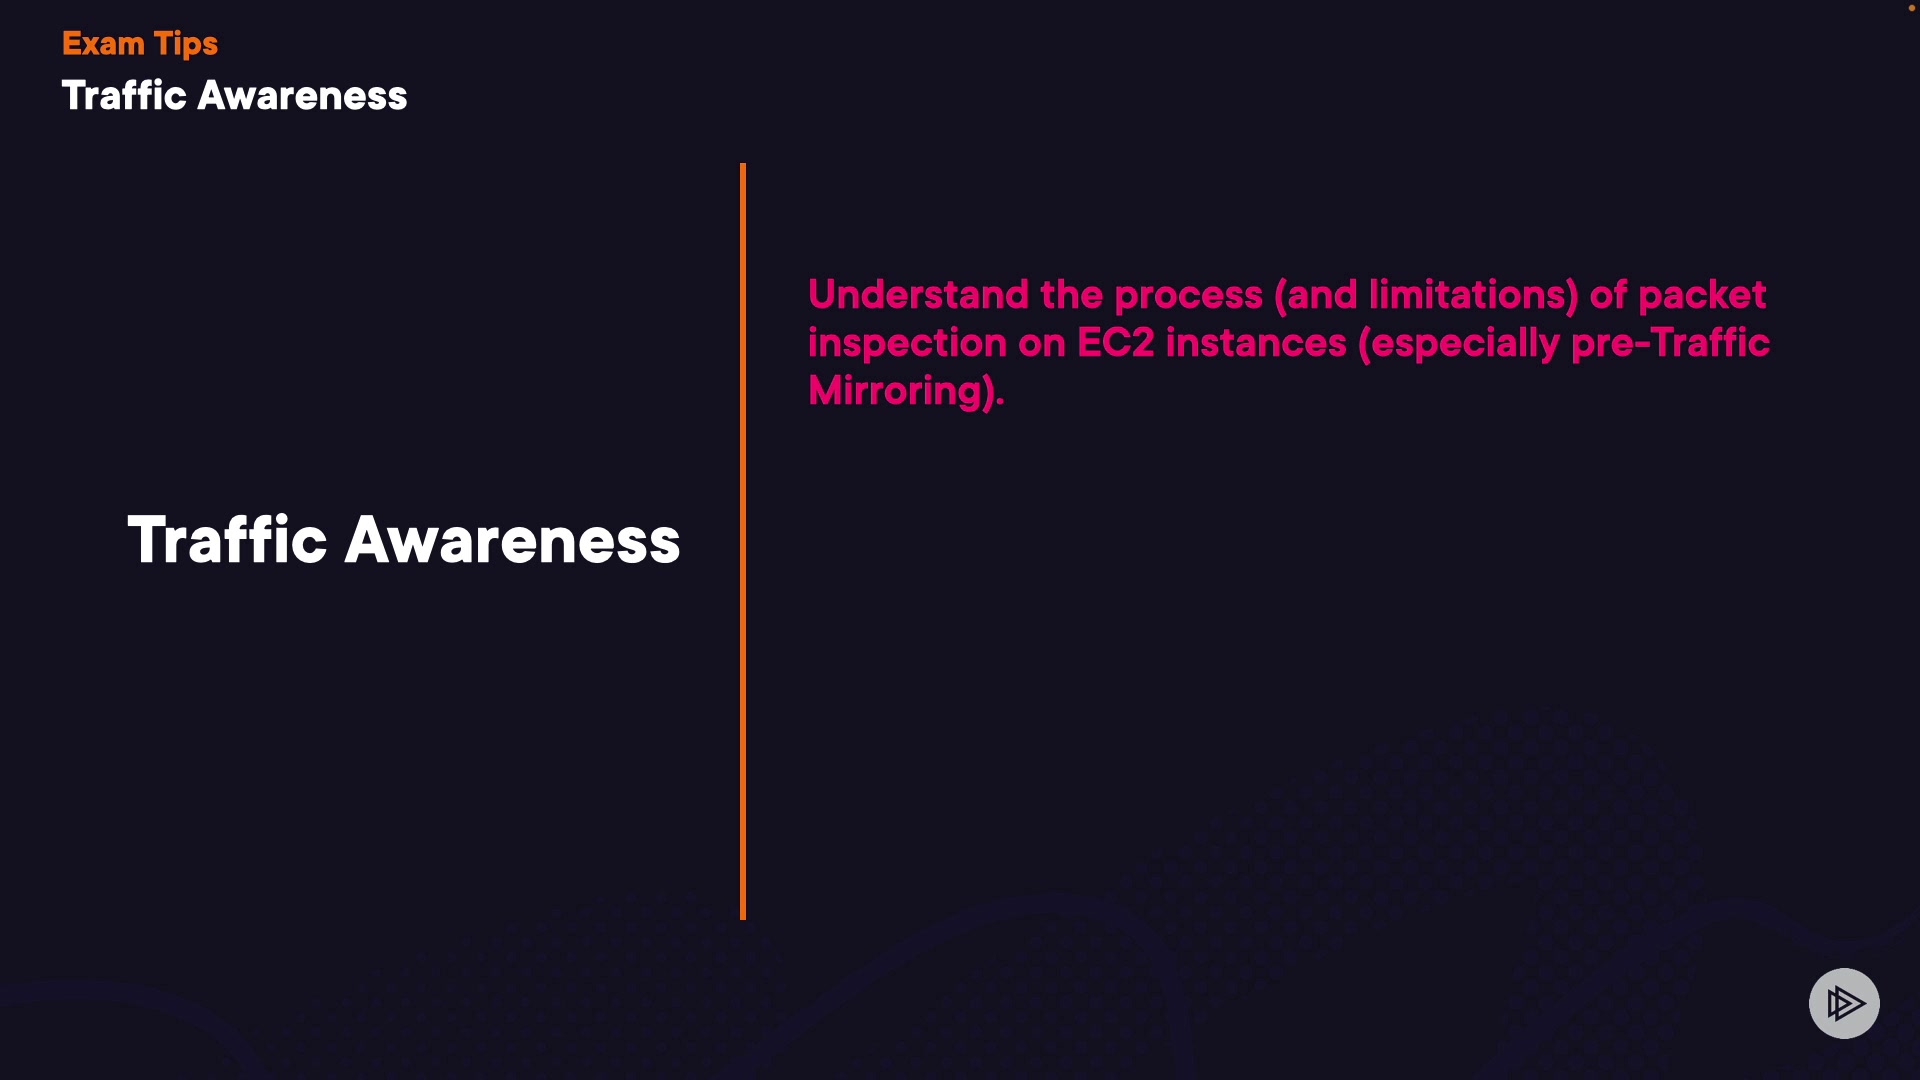 Exam Tips
Traffic Awareness
Traffic Awareness
Understand the process (and limitations) of packet
inspection on EC2 instances (especially pre-Traffic
Mirroring).